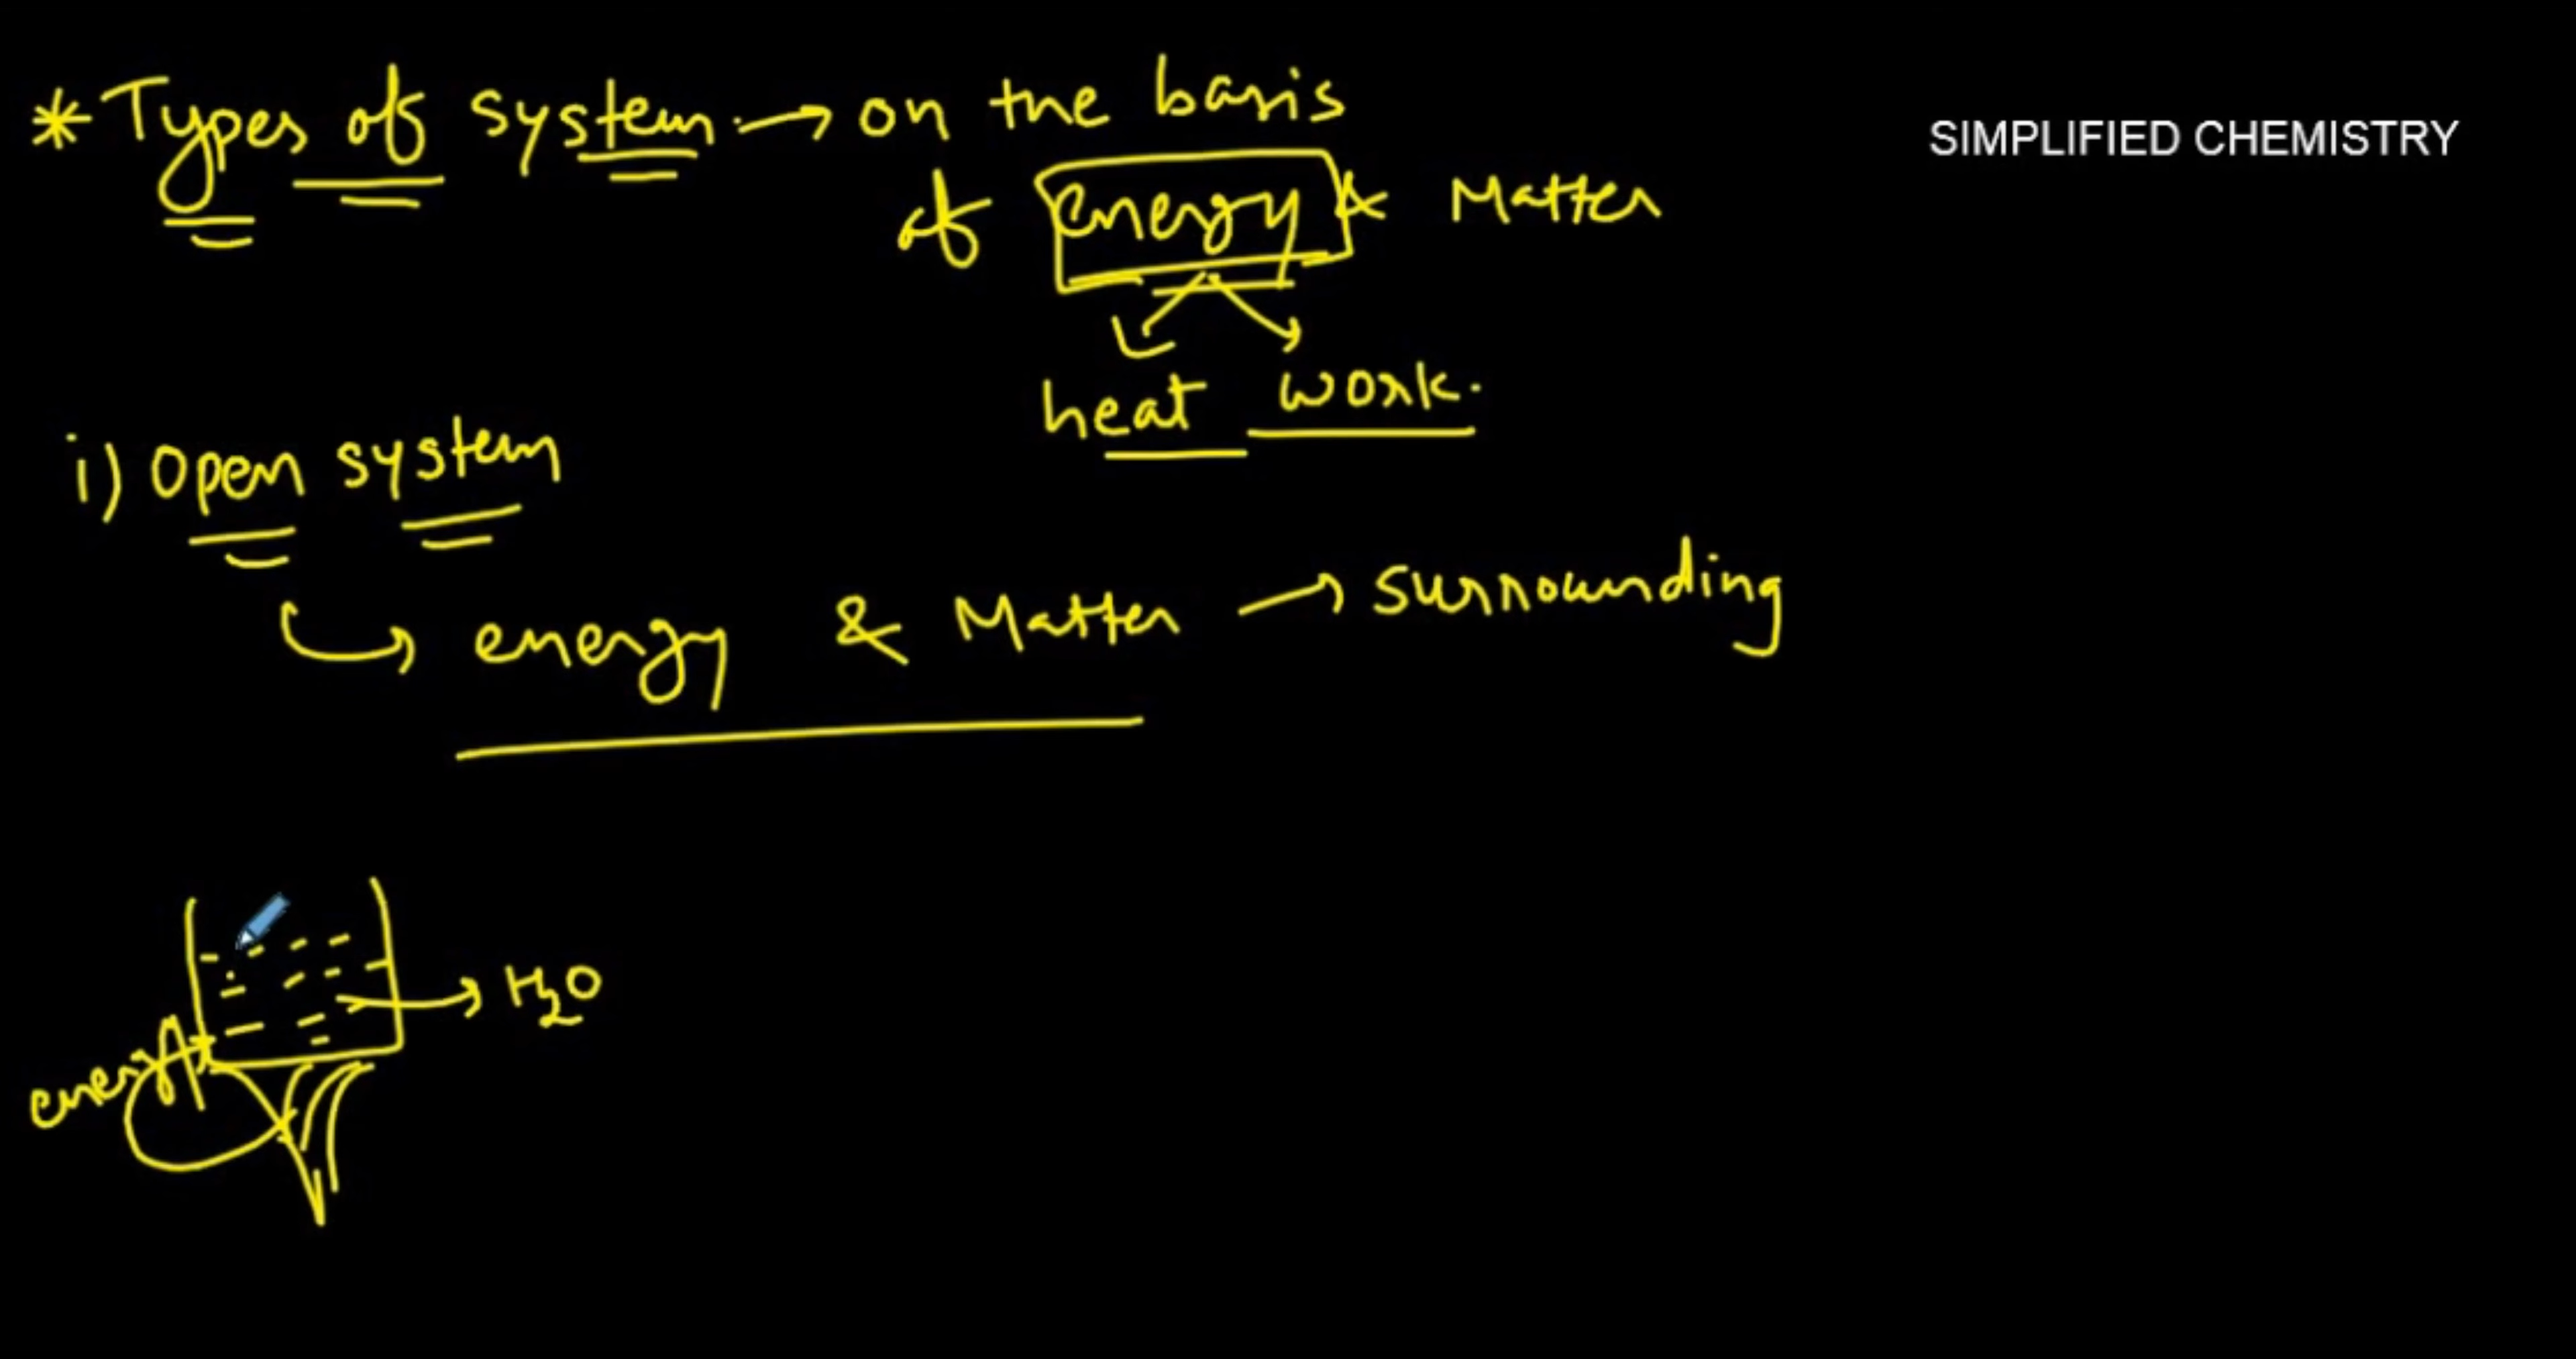 * Types of system. → on the basis
SIMPLIFIED CHEMISTRY
of energy & Matter
heat work.
i) open system
→ energy & Matter → surrounding
→ H2O
energy